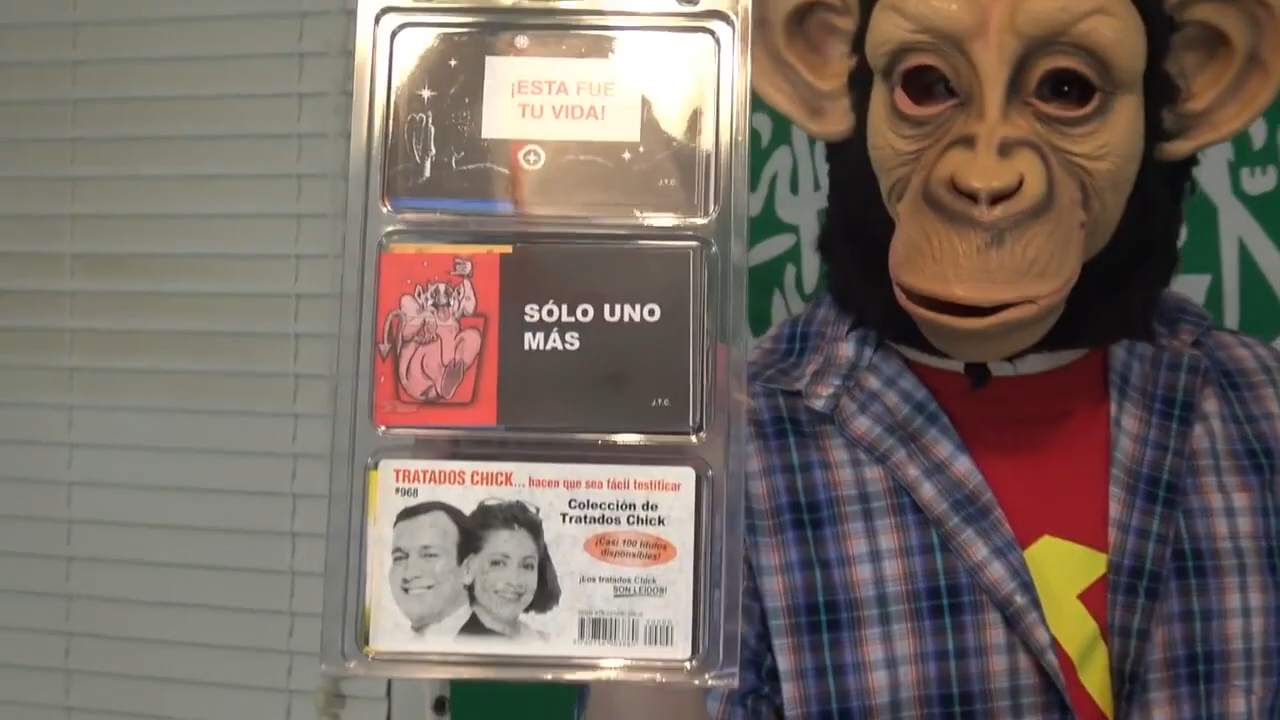 ¡ESTA FUE
TU VIDA!
J.T.C.
SÓLO UNO
MÁS
J.T.C.
TRATADOS CHICK... hacen que sea fácil testificar
#968
Colección de
Tratados Chick
¡Casi 100 títulos
disponibles!
¡Los tratados Chick
SON LEÍDOS!